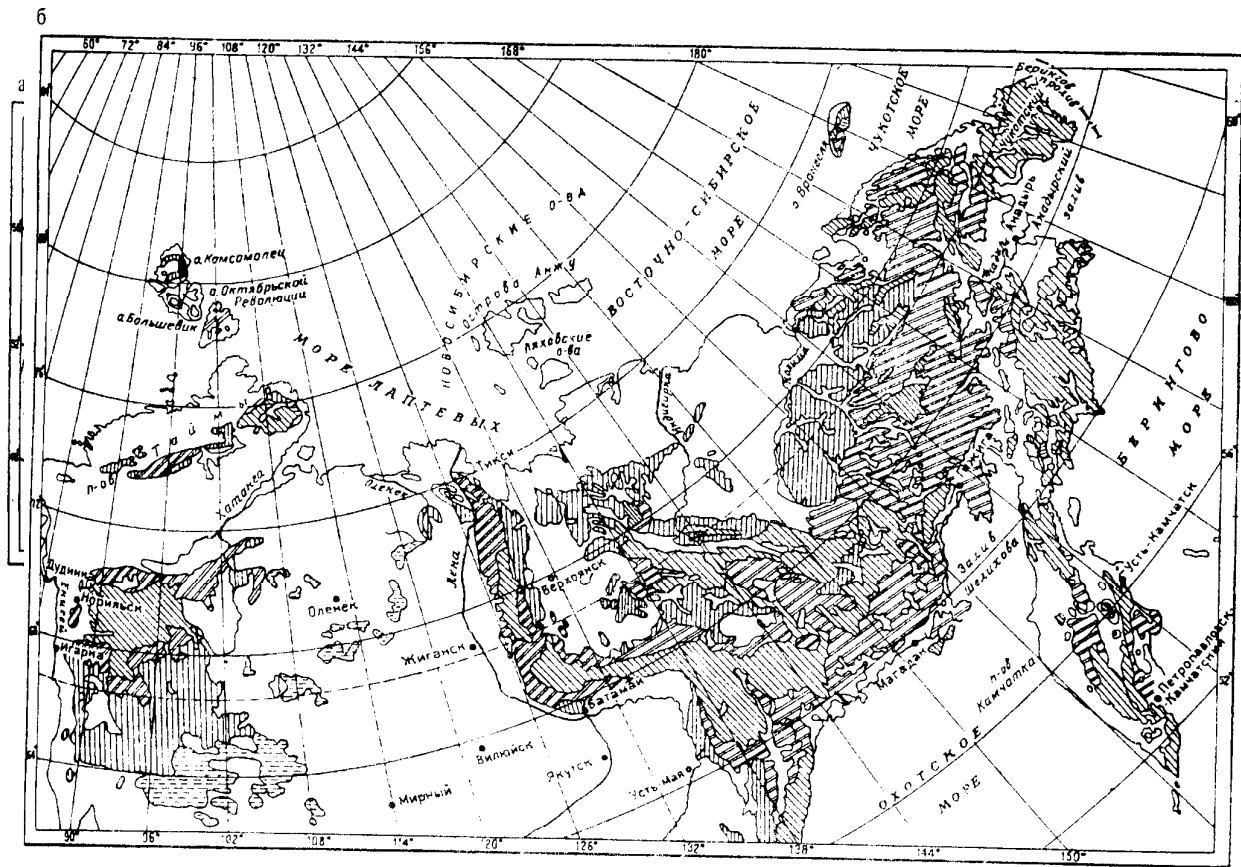 б
60° 72° 84° 96° 108° 120° 132° 144° 156° 168° 180°
Берингов
пролив
ЧУКОТСКОЕ
МОРЕ
о. Врангеля
ВОСТОЧНО-СИБИРСКОЕ
МОРЕ
Анадырь
Анадырский
залив
о.Комсомолец
о.Октябрьской
Революции
о.Большевик
НОВОСИБИРСКИЕ О-ВА
Острова Анжу
Ляховские
о-ва
МОРЕ ЛАПТЕВЫХ
Колыма
Индигирка
БЕРИНГОВО
МОРЕ
п-ов Таймыр
Хатанга
Оленек
Тикси
Лена
Дудинка
Норильск
Енисей
Игарка
Оленек
Верхоянск
Жиганск
Батамай
Вилюйск
Якутск
Усть-Мая
Мирный
Магадан
Залив
Шелихова
п-ов
Камчатка
Усть-Камчатск
Петропавловск-
Камчатский
ОХОТСКОЕ
МОРЕ
90° 96° 102° 108° 114° 120° 126° 132° 138° 144° 150°